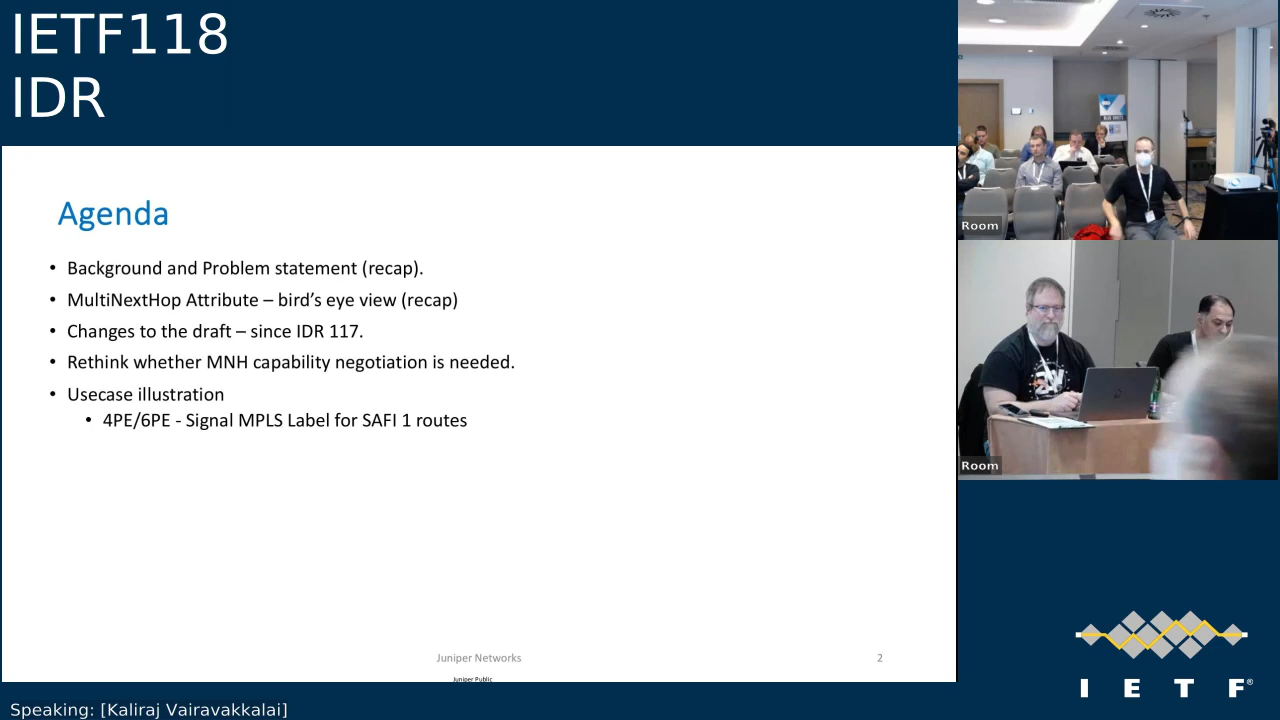 IETF118
IDR
Agenda
• Background and Problem statement (recap).
• MultiNextHop Attribute – bird's eye view (recap)
• Changes to the draft – since IDR 117.
• Rethink whether MNH capability negotiation is needed.
• Usecase illustration
• 4PE/6PE - Signal MPLS Label for SAFI 1 routes
Juniper Networks
2
Juniper Public
Room
Room
I E T F®
Speaking: [Kaliraj Vairavakkalai]